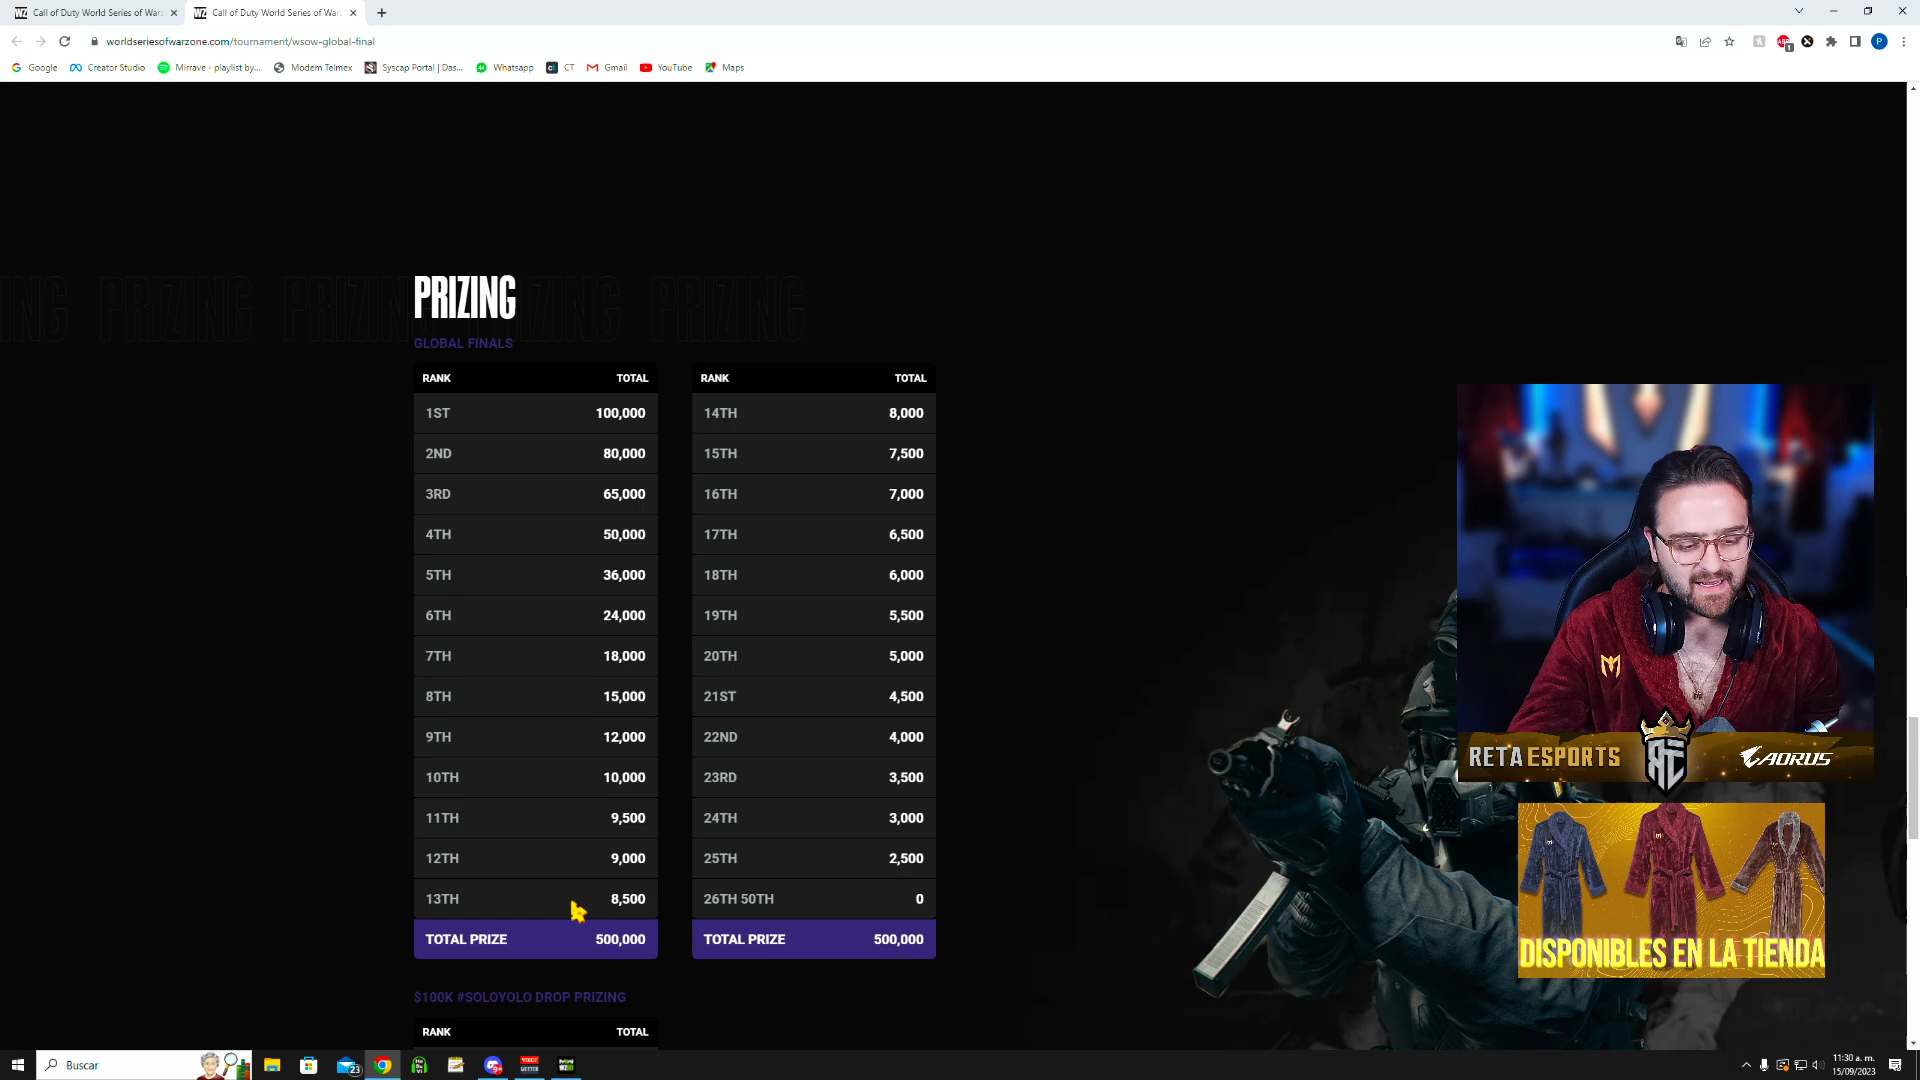 Call of Duty World Series of War
Call of Duty World Series of War
worldseriesofwarzone.com/tournament/wsow-global-final
Google
Creator Studio
Mirrave - playlist by...
Modem Telmex
Syscap Portal | Das...
Whatsapp
CT
Gmail
YouTube
Maps
PRIZING PRIZING PRIZING PRIZING
PRIZING
GLOBAL FINALS
RANK TOTAL
1ST 100,000
2ND 80,000
3RD 65,000
4TH 50,000
5TH 36,000
6TH 24,000
7TH 18,000
8TH 15,000
9TH 12,000
10TH 10,000
11TH 9,500
12TH 9,000
13TH 8,500
TOTAL PRIZE 500,000
RANK TOTAL
14TH 8,000
15TH 7,500
16TH 7,000
17TH 6,500
18TH 6,000
19TH 5,500
20TH 5,000
21ST 4,500
22ND 4,000
23RD 3,500
24TH 3,000
25TH 2,500
26TH 50TH 0
TOTAL PRIZE 500,000
$100K #SOLOYOLO DROP PRIZING
RANK TOTAL
RETA ESPORTS
AORUS
DISPONIBLES EN LA TIENDA
Buscar
23
11:30 a. m.
15/09/2023